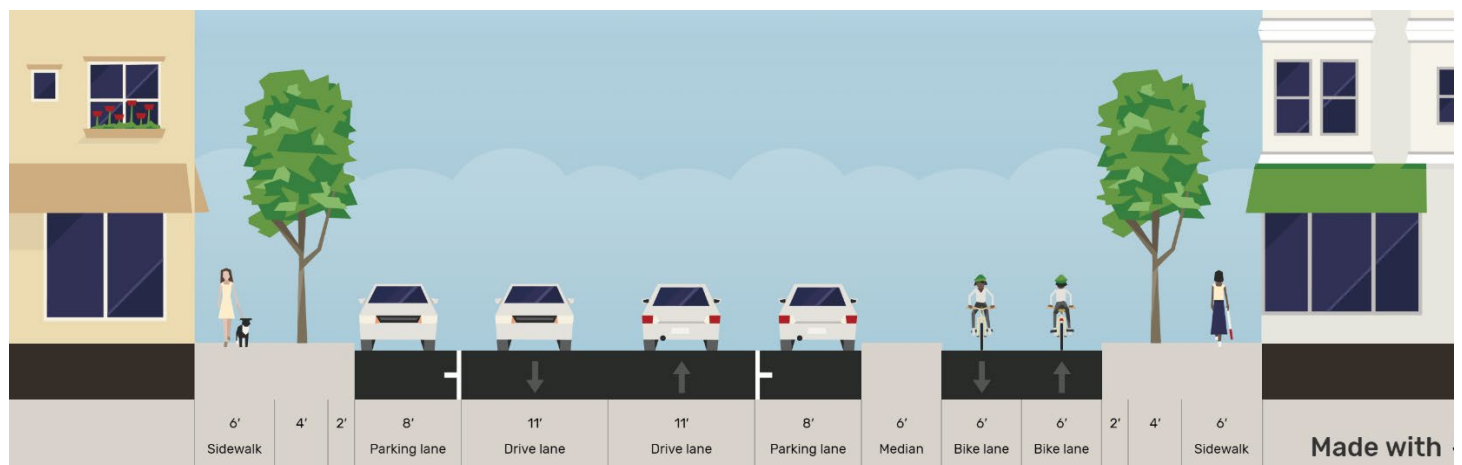 6' 4' 2' 8' 11' 11' 8' 6' 6' 6' 2' 4' 6'
Sidewalk Parking lane Drive lane Drive lane Parking lane Median Bike lane Bike lane Sidewalk
Made with